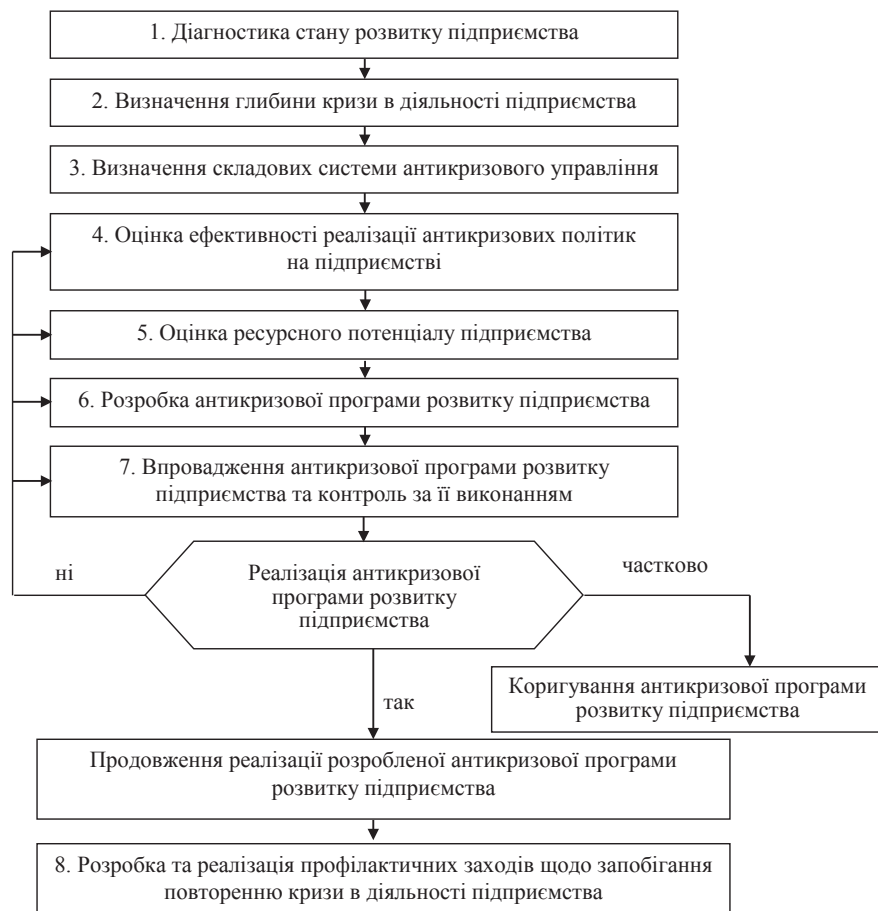 1. Діагностика стану розвитку підприємства
2. Визначення глибини кризи в діяльності підприємства
3. Визначення складових системи антикризового управління
4. Оцінка ефективності реалізації антикризових політик
на підприємстві
5. Оцінка ресурсного потенціалу підприємства
6. Розробка антикризової програми розвитку підприємства
7. Впровадження антикризової програми розвитку
підприємства та контроль за її виконанням
ні
Реалізація антикризової
програми розвитку
підприємства
частково
Коригування антикризової програми
розвитку підприємства
так
Продовження реалізації розробленої антикризової програми
розвитку підприємства
8. Розробка та реалізація профілактичних заходів щодо запобігання
повторенню кризи в діяльності підприємства